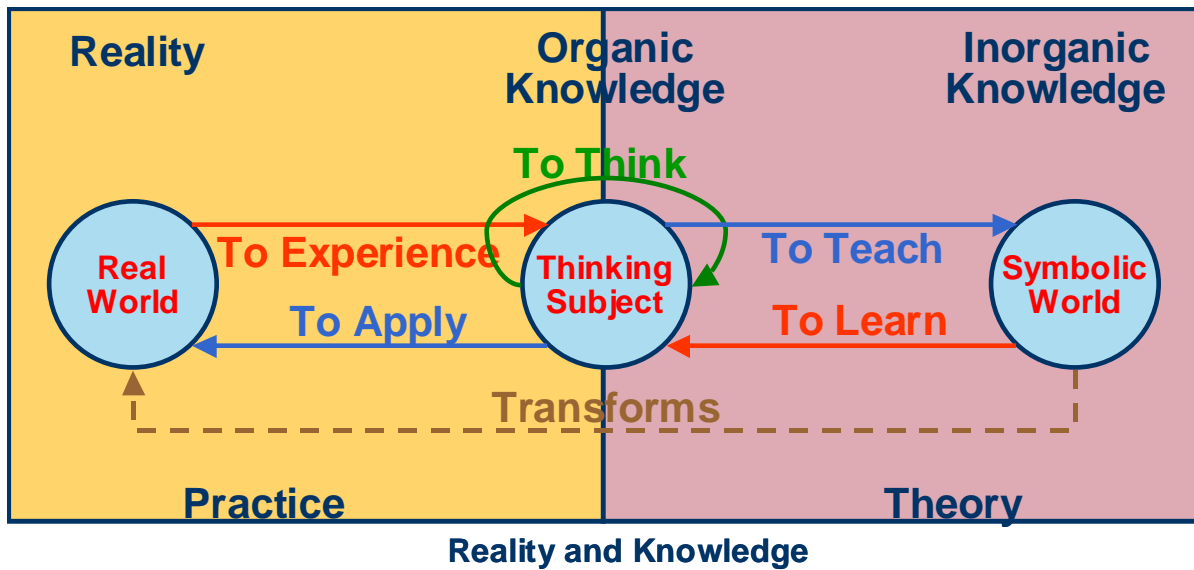 Reality
Organic
Knowledge
Inorganic
Knowledge
To Think
To Experience
To Teach
Real
World
Thinking
Subject
Symbolic
World
To Apply
To Learn
Transforms
Practice
Theory
Reality and Knowledge